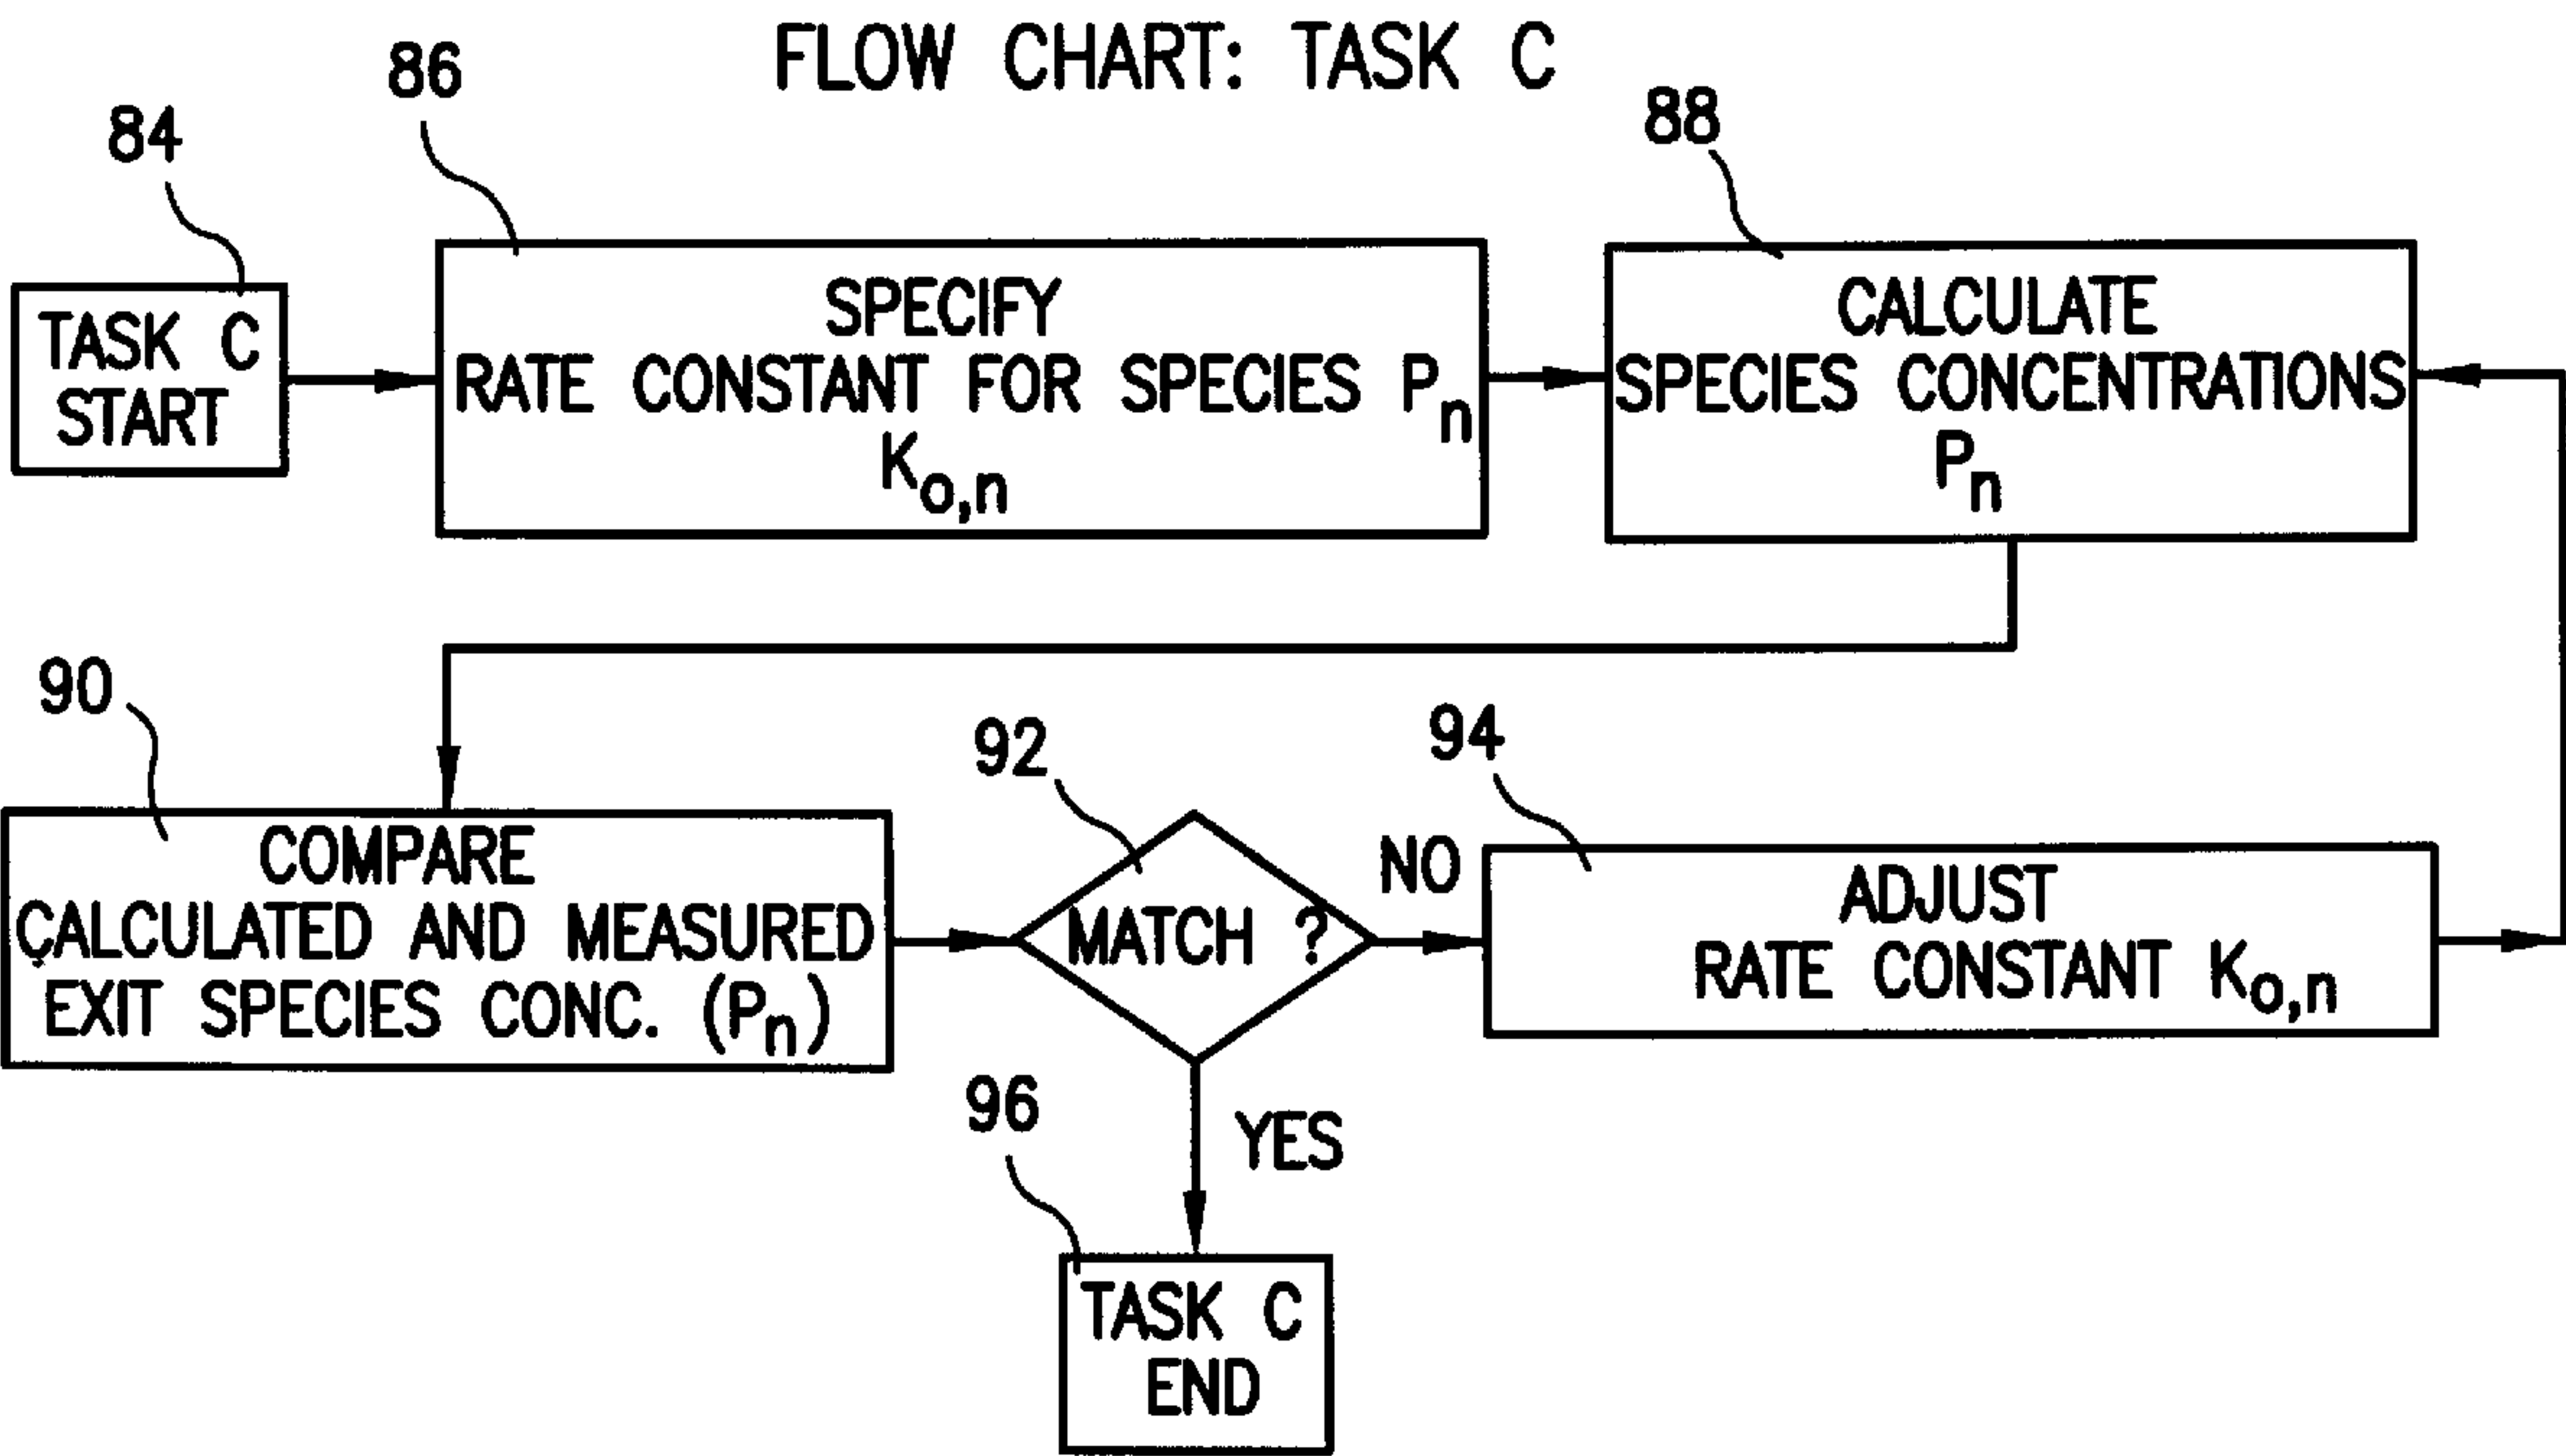 FLOW CHART: TASK C
84
TASK C
START
86
SPECIFY
RATE CONSTANT FOR SPECIES Pn
Ko,n
88
CALCULATE
SPECIES CONCENTRATIONS
Pn
90
COMPARE
CALCULATED AND MEASURED
EXIT SPECIES CONC. (Pn)
92
MATCH ?
NO
94
ADJUST
RATE CONSTANT Ko,n
YES
96
TASK C
END